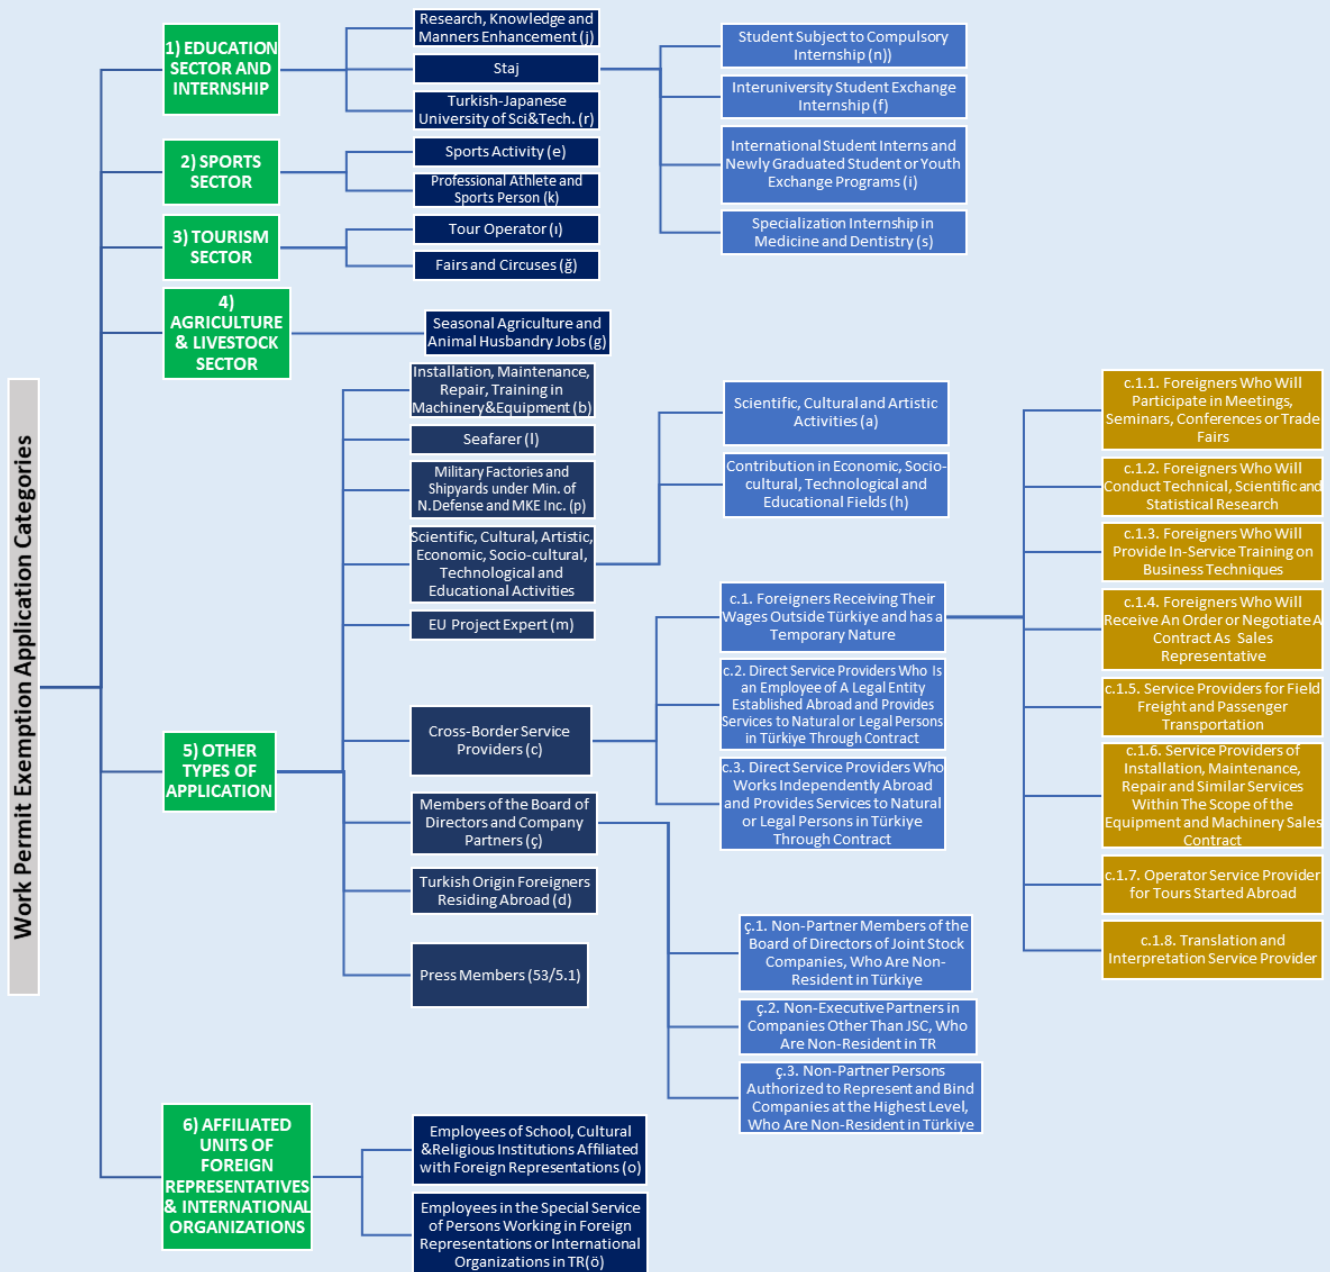 Work Permit Exemption Application Categories
1) EDUCATION
SECTOR AND
INTERNSHIP
Research, Knowledge and
Manners Enhancement (j)
Staj
Turkish-Japanese
University of Sci&Tech. (r)
Student Subject to Compulsory
Internship (n))
Interuniversity Student Exchange
Internship (f)
International Student Interns and
Newly Graduated Student or Youth
Exchange Programs (i)
Specialization Internship in
Medicine and Dentistry (s)
2) SPORTS
SECTOR
Sports Activity (e)
Professional Athlete and
Sports Person (k)
3) TOURISM
SECTOR
Tour Operator (ı)
Fairs and Circuses (ğ)
4)
AGRICULTURE
& LIVESTOCK
SECTOR
Seasonal Agriculture and
Animal Husbandry Jobs (g)
5) OTHER
TYPES OF
APPLICATION
Installation, Maintenance,
Repair, Training in
Machinery&Equipment (b)
Seafarer (l)
Military Factories and
Shipyards under Min. of
N.Defense and MKE Inc. (p)
Scientific, Cultural, Artistic,
Economic, Socio-cultural,
Technological and
Educational Activities
EU Project Expert (m)
Cross-Border Service
Providers (c)
Members of the Board of
Directors and Company
Partners (ç)
Turkish Origin Foreigners
Residing Abroad (d)
Press Members (53/5.1)
Scientific, Cultural and Artistic
Activities (a)
Contribution in Economic, Socio-
cultural, Technological and
Educational Fields (h)
c.1. Foreigners Receiving Their
Wages Outside Türkiye and has a
Temporary Nature
c.2. Direct Service Providers Who Is
an Employee of A Legal Entity
Established Abroad and Provides
Services to Natural or Legal Persons
in Türkiye Through Contract
c.3. Direct Service Providers Who
Works Independently Abroad
and Provides Services to Natural
or Legal Persons in Türkiye
Through Contract
ç.1. Non-Partner Members of the
Board of Directors of Joint Stock
Companies, Who Are Non-
Resident in Türkiye
ç.2. Non-Executive Partners in
Companies Other Than JSC, Who
Are Non-Resident in TR
ç.3. Non-Partner Persons
Authorized to Represent and Bind
Companies at the Highest Level,
Who Are Non-Resident in Türkiye
c.1.1. Foreigners Who Will
Participate in Meetings,
Seminars, Conferences or Trade
Fairs
c.1.2. Foreigners Who Will
Conduct Technical, Scientific and
Statistical Research
c.1.3. Foreigners Who Will
Provide In-Service Training on
Business Techniques
c.1.4. Foreigners Who Will
Receive An Order or Negotiate A
Contract As Sales
Representative
c.1.5. Service Providers for Field
Freight and Passenger
Transportation
c.1.6. Service Providers of
Installation, Maintenance,
Repair and Similar Services
Within The Scope of the
Equipment and Machinery Sales
Contract
c.1.7. Operator Service Provider
for Tours Started Abroad
c.1.8. Translation and
Interpretation Service Provider
6) AFFILIATED
UNITS OF
FOREIGN
REPRESENTATIVES
& INTERNATIONAL
ORGANIZATIONS
Employees of School, Cultural
&Religious Institutions Affiliated
with Foreign Representations (o)
Employees in the Special Service
of Persons Working in Foreign
Representations or International
Organizations in TR(ö)